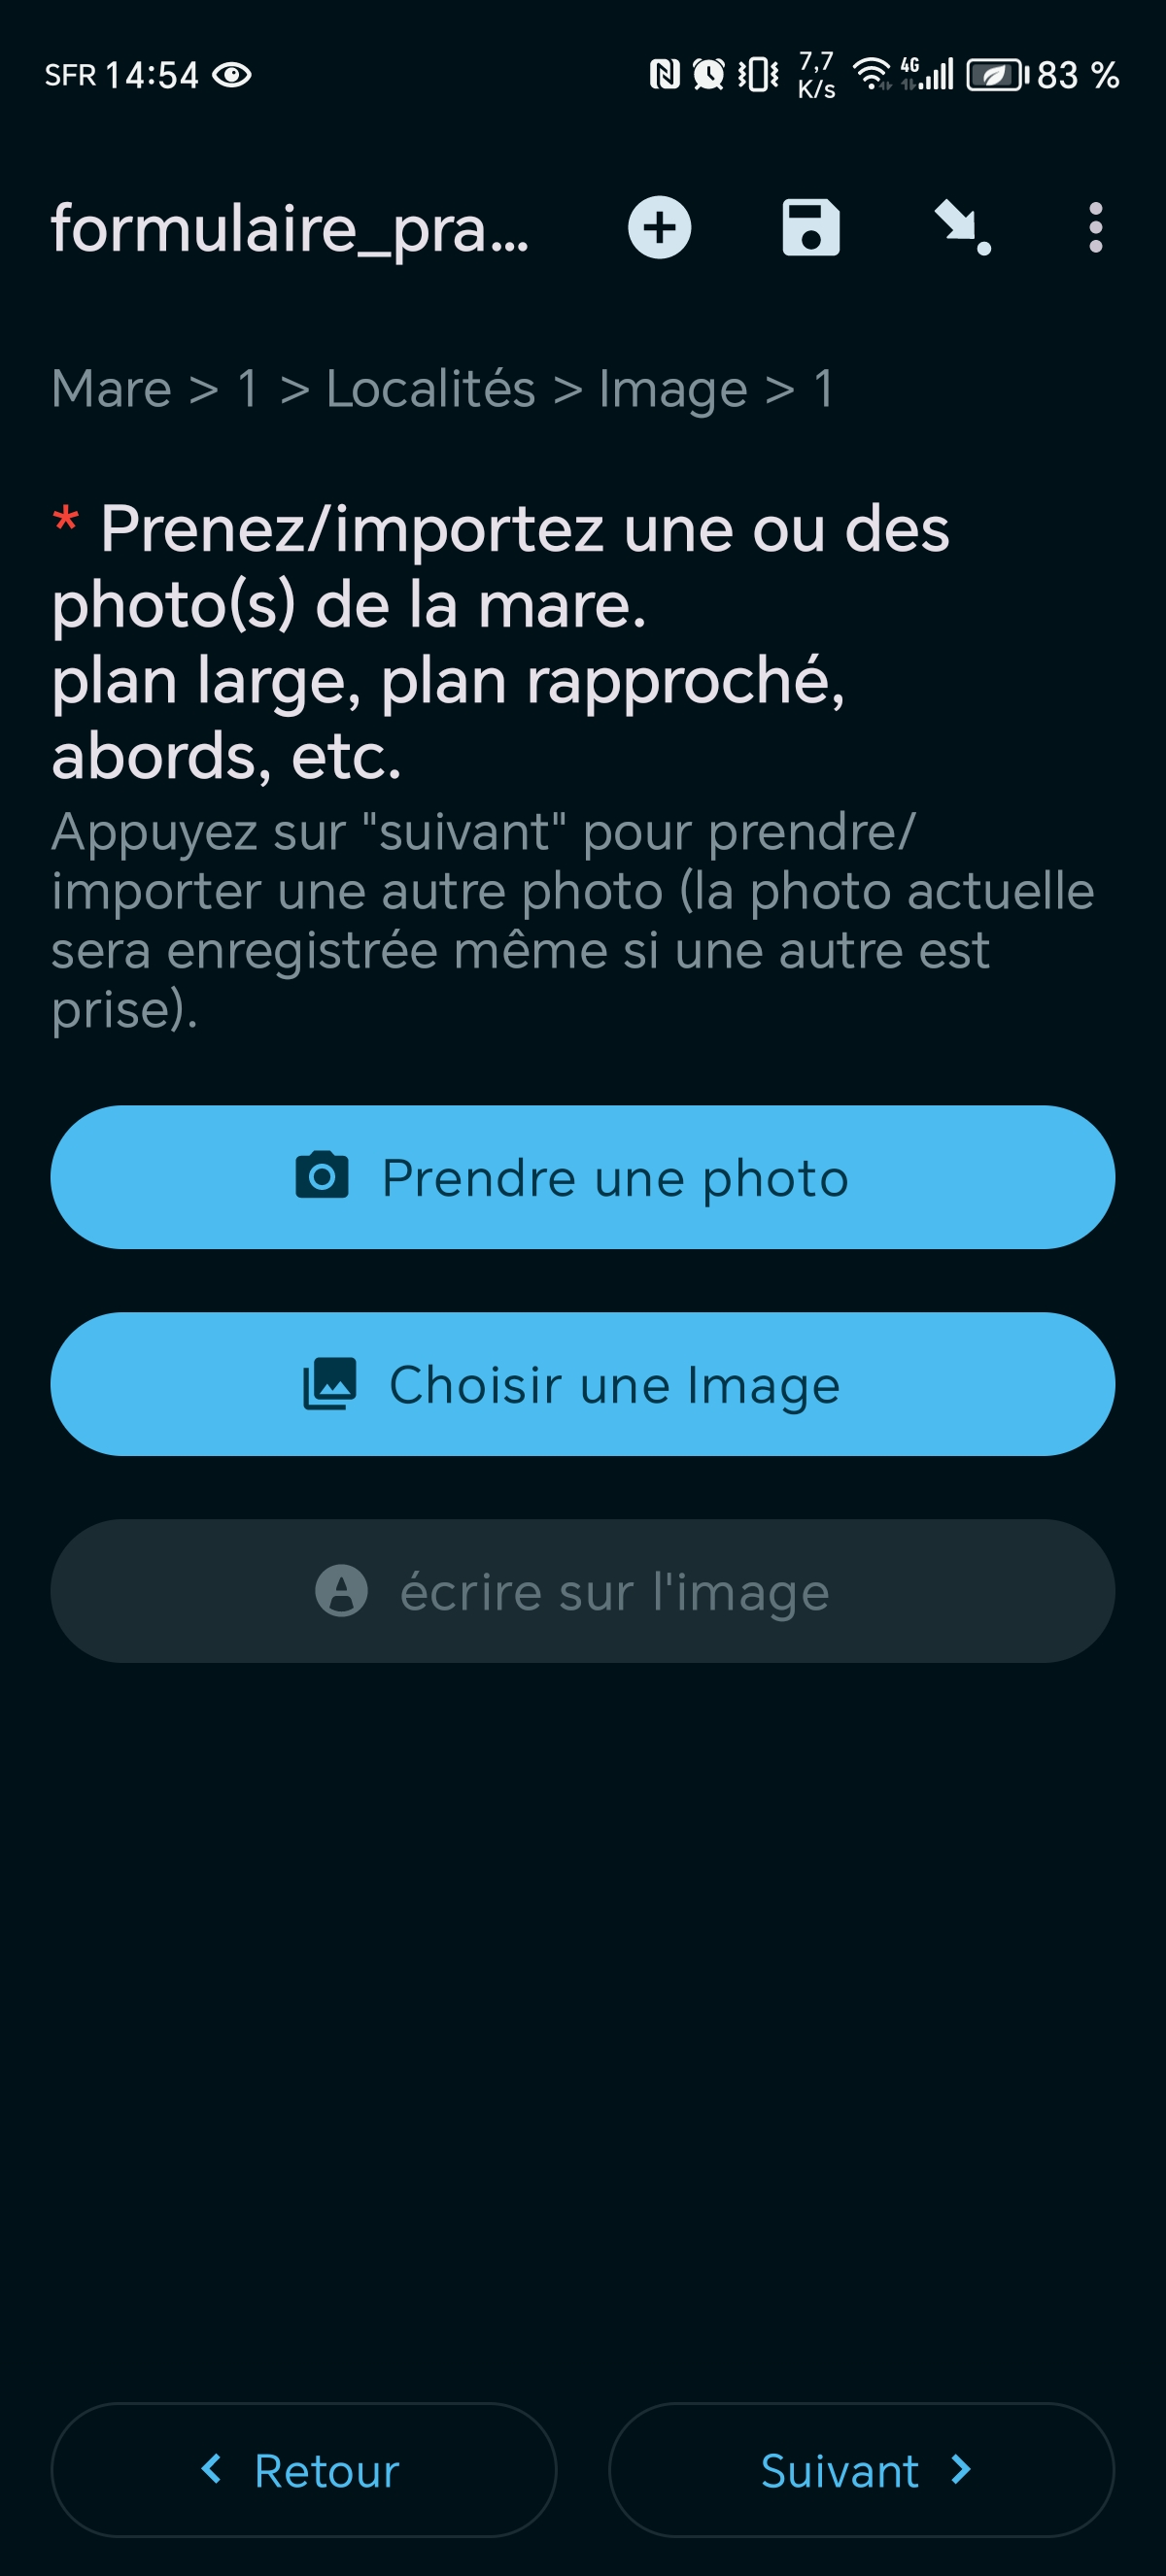 SFR 14:54 7,7 K/s 4G 83 %
formulaire_pra...
Mare > 1 > Localités > Image > 1
* Prenez/importez une ou des
photo(s) de la mare.
plan large, plan rapproché,
abords, etc.
Appuyez sur "suivant" pour prendre/
importer une autre photo (la photo actuelle
sera enregistrée même si une autre est
prise).
Prendre une photo
Choisir une Image
écrire sur l'image
Retour
Suivant